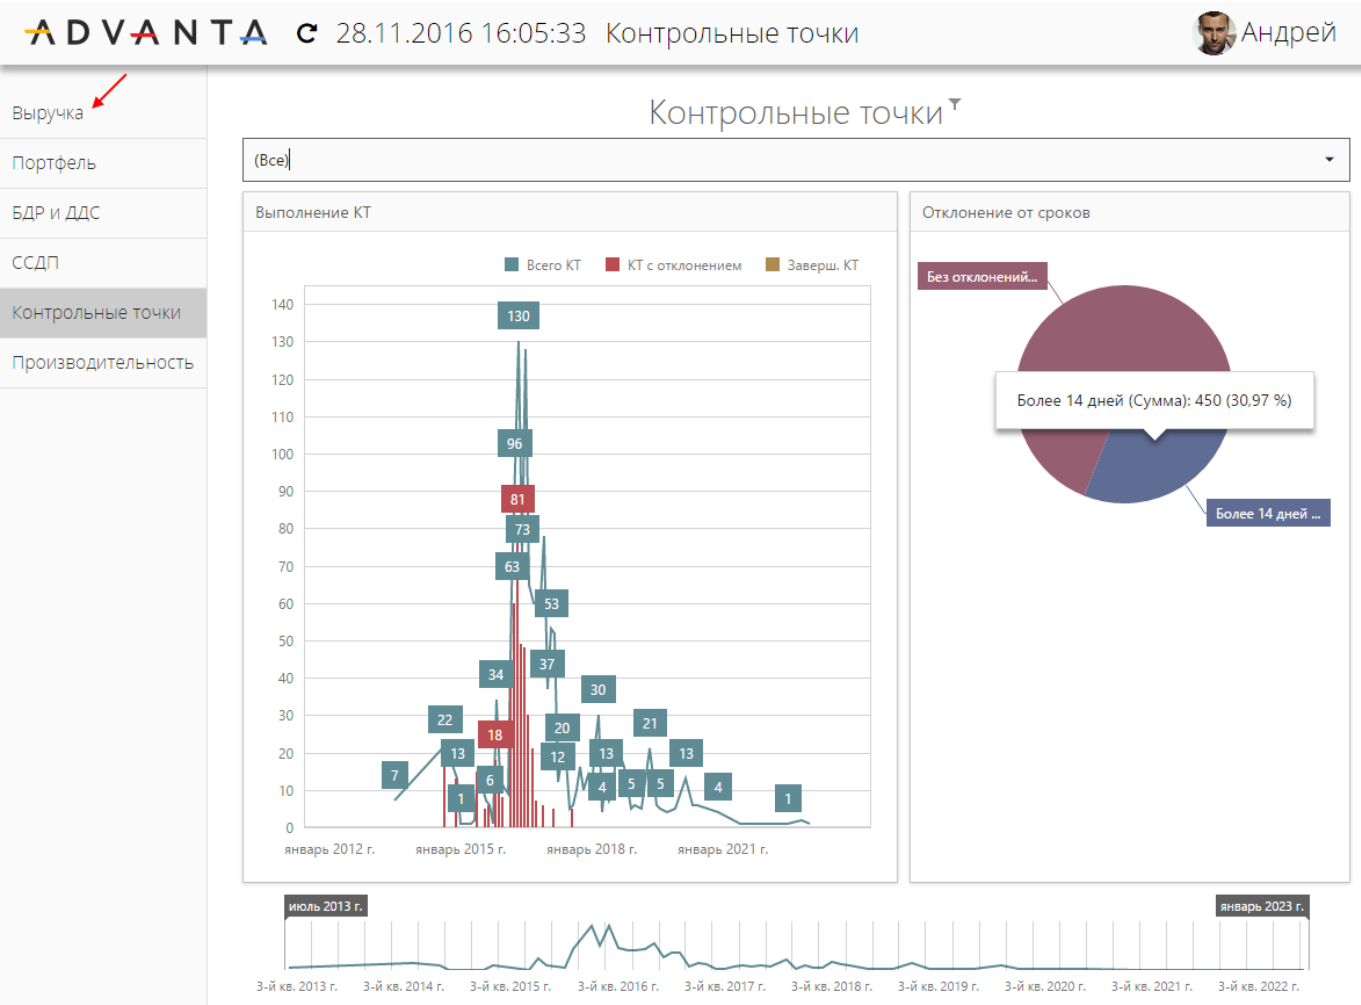 ADVANTA 28.11.2016 16:05:33 Контрольные точки Андрей
Выручка
Портфель
БДР и ДДС
ССДП
Контрольные точки
Производительность
Контрольные точки
(Все)
Выполнение КТ
Всего КТ КТ с отклонением Заверш. КТ
140
130
120
110
100
90
80
70
60
50
40
30
20
10
0
130
96
81
73
63
53
37
34
30
22
21
20
18
13
13
13
12
7
6
5
5
4
4
1
1
январь 2012 г. январь 2015 г. январь 2018 г. январь 2021 г.
Отклонение от сроков
Без отклонений...
Более 14 дней (Сумма): 450 (30,97 %)
Более 14 дней ...
июль 2013 г. январь 2023 г.
3-й кв. 2013 г. 3-й кв. 2014 г. 3-й кв. 2015 г. 3-й кв. 2016 г. 3-й кв. 2017 г. 3-й кв. 2018 г. 3-й кв. 2019 г. 3-й кв. 2020 г. 3-й кв. 2021 г. 3-й кв. 2022 г.